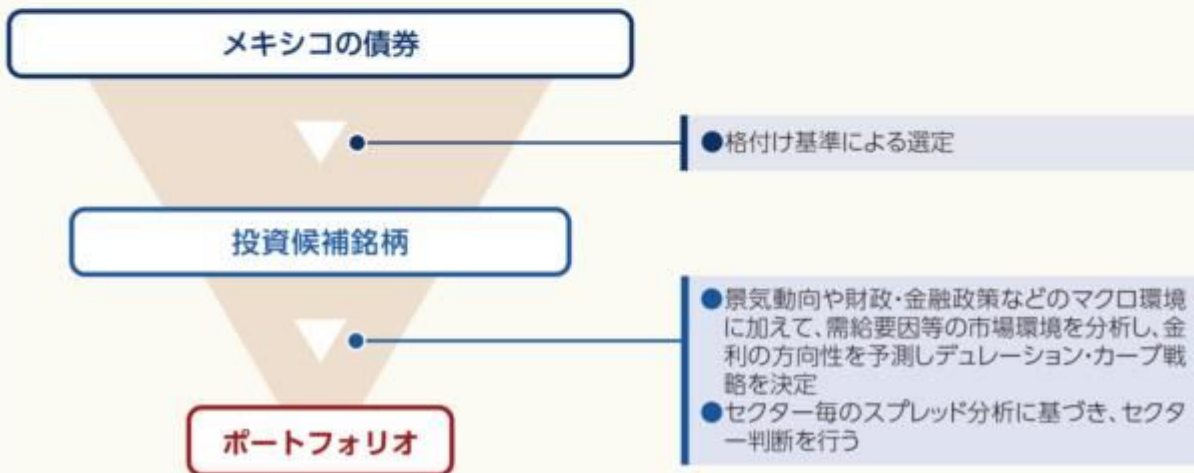 メキシコの債券
●格付け基準による選定
投資候補銘柄
●景気動向や財政・金融政策などのマクロ環境
に加えて、需給要因等の市場環境を分析し、金
利の方向性を予測しデュレーション・カーブ戦
略を決定
●セクター毎のスプレッド分析に基づき、セクタ
ー判断を行う
ポートフォリオ